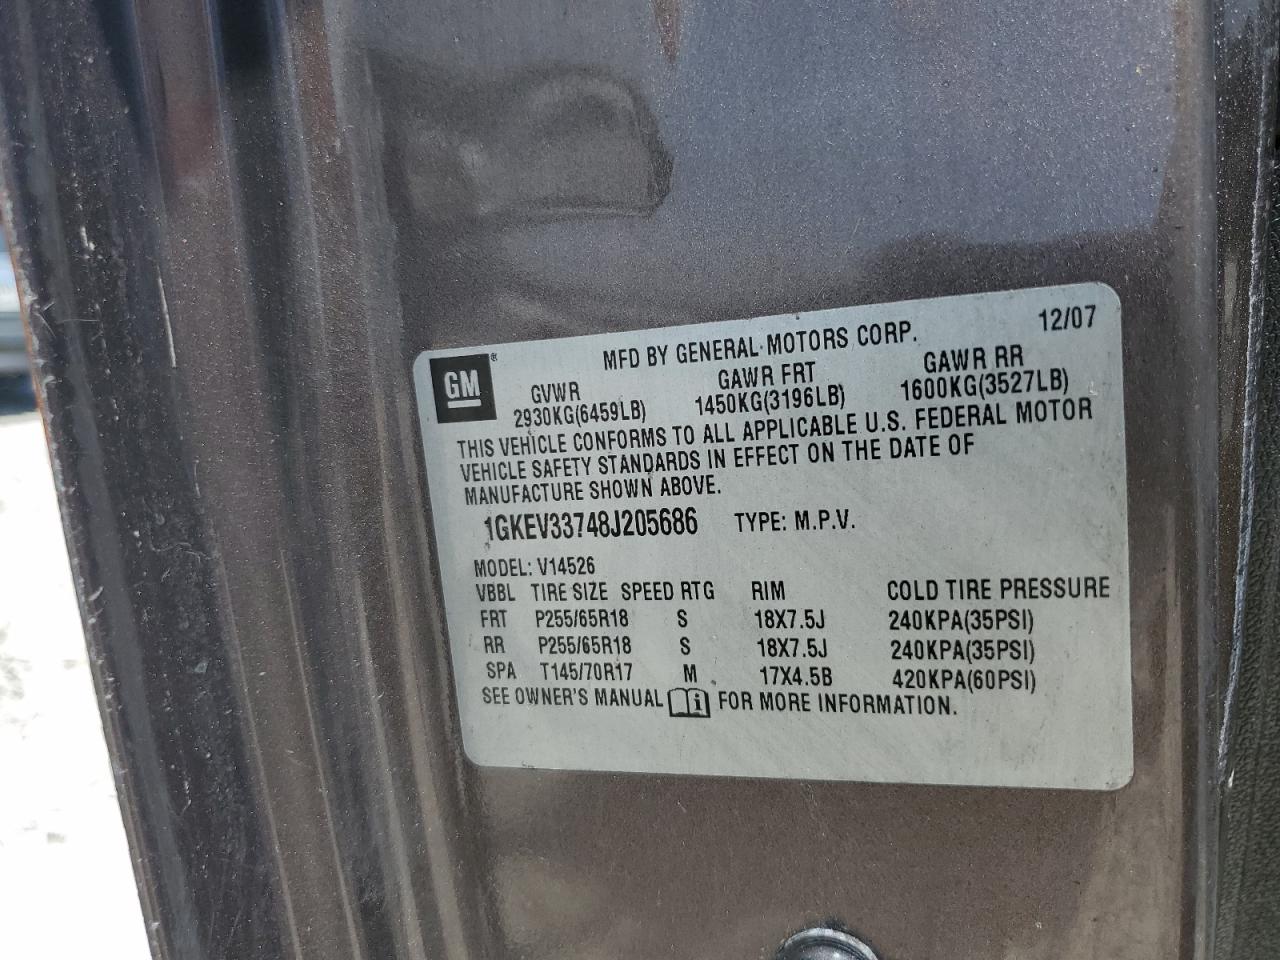 GM®
MFD BY GENERAL MOTORS CORP. 12/07
GVWR GAWR FRT GAWR RR
2930KG(6459LB) 1450KG(3196LB) 1600KG(3527LB)
THIS VEHICLE CONFORMS TO ALL APPLICABLE U.S. FEDERAL MOTOR
VEHICLE SAFETY STANDARDS IN EFFECT ON THE DATE OF
MANUFACTURE SHOWN ABOVE.
1GKEV33748J205686 TYPE: M.P.V.
MODEL: V14526
VBBL TIRE SIZE SPEED RTG RIM COLD TIRE PRESSURE
FRT P255/65R18 S 18X7.5J 240KPA(35PSI)
RR P255/65R18 S 18X7.5J 240KPA(35PSI)
SPA T145/70R17 M 17X4.5B 420KPA(60PSI)
SEE OWNER'S MANUAL i FOR MORE INFORMATION.